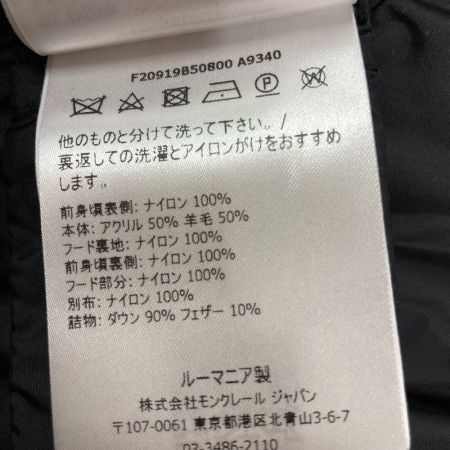 F20919B50800 A9340
他のものと分けて洗って下さい。/
裏返しての洗濯とアイロンがけをおすすめ
します。
前身頃表側: ナイロン 100%
本体: アクリル 50% 羊毛 50%
フード裏地: ナイロン 100%
前身頃裏側: ナイロン 100%
フード部分: ナイロン 100%
別布: ナイロン 100%
詰物: ダウン 90% フェザー 10%
ルーマニア製
株式会社モンクレール ジャパン
〒107-0061 東京都港区北青山3-6-7
03-3486-2110